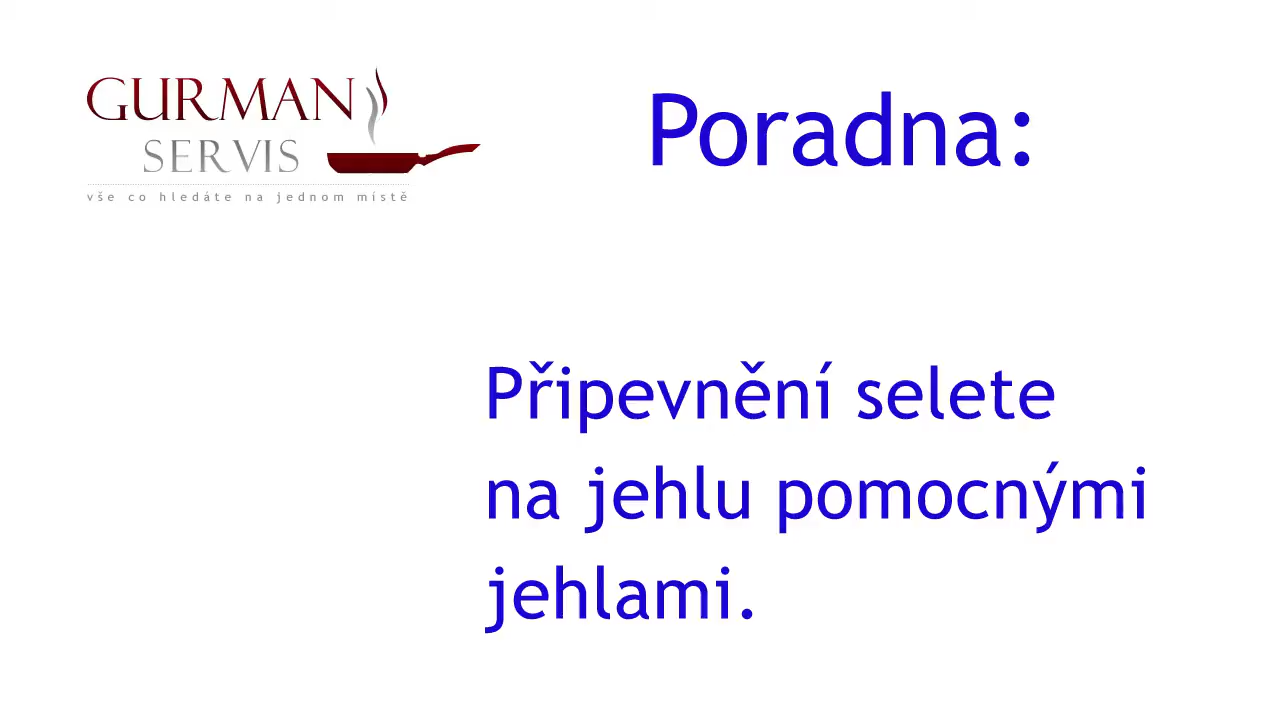 GURMAN
SERVIS
vše co hledáte na jednom místě
Poradna:
Připevnění selete
na jehlu pomocnými
jehlami.